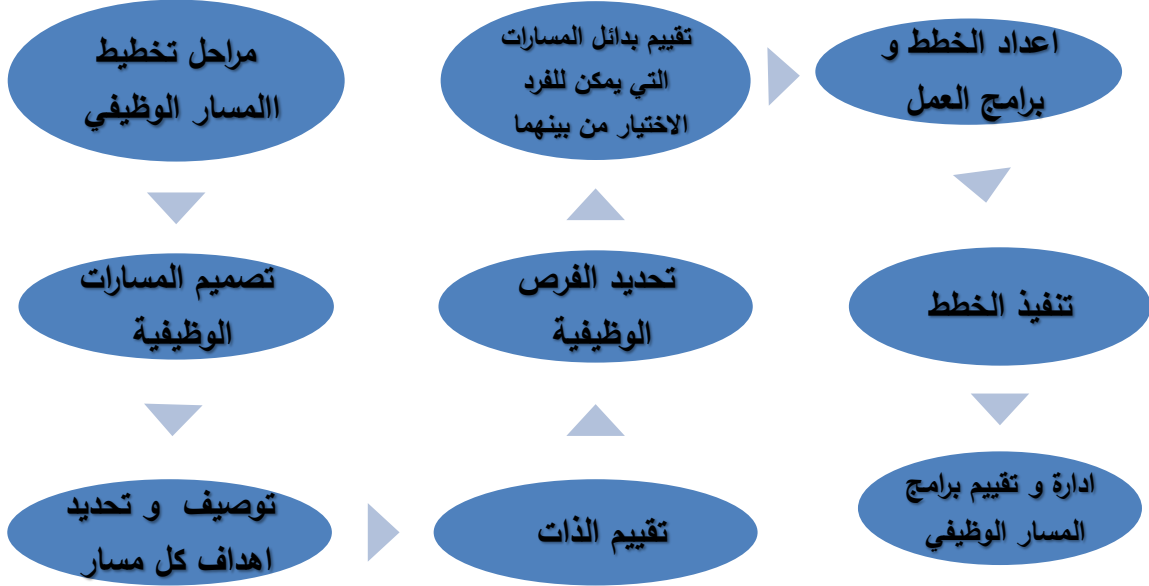 مراحل تخطيط
االمسار الوظيفي
تصميم المسارات
الوظيفية
توصيف و تحديد
اهداف كل مسار
تقييم الذات
تحديد الفرص
الوظيفية
تقييم بدائل المسارات
التي يمكن للفرد
الاختيار من بينهما
اعداد الخطط و
برامج العمل
تنفيذ الخطط
ادارة و تقييم برامج
المسار الوظيفي